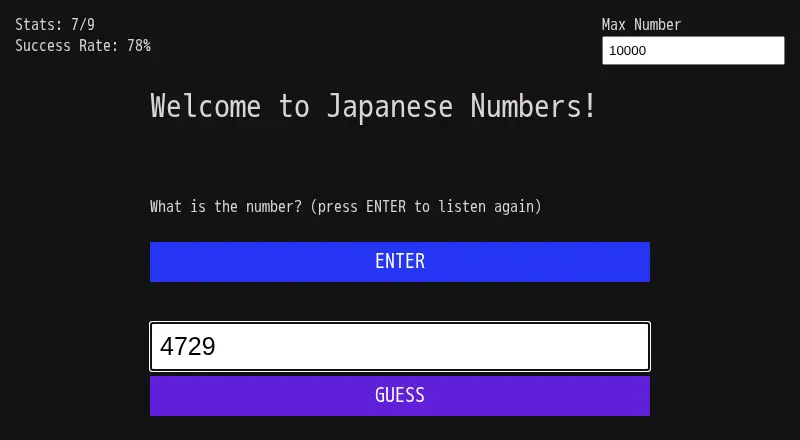 Stats: 7/9
Success Rate: 78%
Max Number
10000
Welcome to Japanese Numbers!
What is the number? (press ENTER to listen again)
ENTER
4729
GUESS